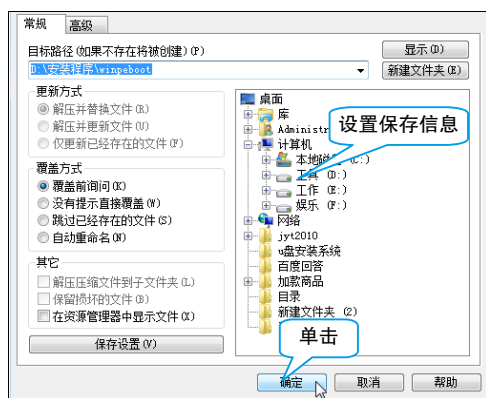 常规 高级
目标路径(如果不存在将被创建)(P) 显示(D)
D:\安装程序\winpeboot 新建文件夹(E)
更新方式
解压并替换文件(R)
解压并更新文件(U)
仅更新已经存在的文件(F)
覆盖方式
覆盖前询问(K)
没有提示直接覆盖(W)
跳过已经存在的文件(S)
自动重命名(N)
其它
解压压缩文件到子文件夹(L)
保留损坏的文件(B)
在资源管理器中显示文件(X)
保存设置(V)
桌面
库
Administr
计算机
本地磁 C:)
工具 (D:)
工作 (E:)
娱乐 (F:)
网络
jyt2010
u盘安装系统
百度回答
加款商品
目录
新建文件夹 (2)
设置保存信息
单击
确定 取消 帮助